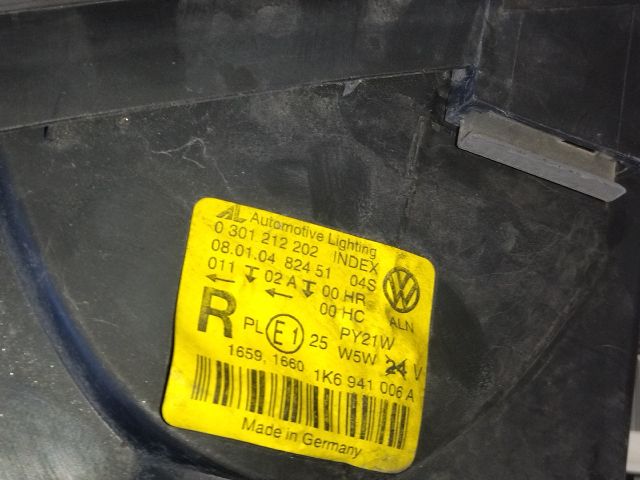 AL Automotive Lighting
0 301 212 202 INDEX
08.01.04 824 51 04S
011 02 A 00 HR
00 HC
ALN
R PL E1 25 PY21W
W5W 24 V
1659, 1660
1K6 941 006 A
Made in Germany